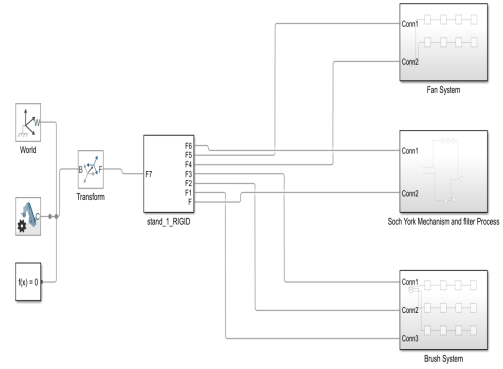 Conn1
Conn2
Fan System
W
World
B F
Transform
C
f(x) = 0
F7
F6
F5
F4
F3
F2
F1
F
stand_1_RIGID
Conn1
Conn2
Soch York Mechanism and fliter Process
Conn1
Conn2
Conn3
Brush System